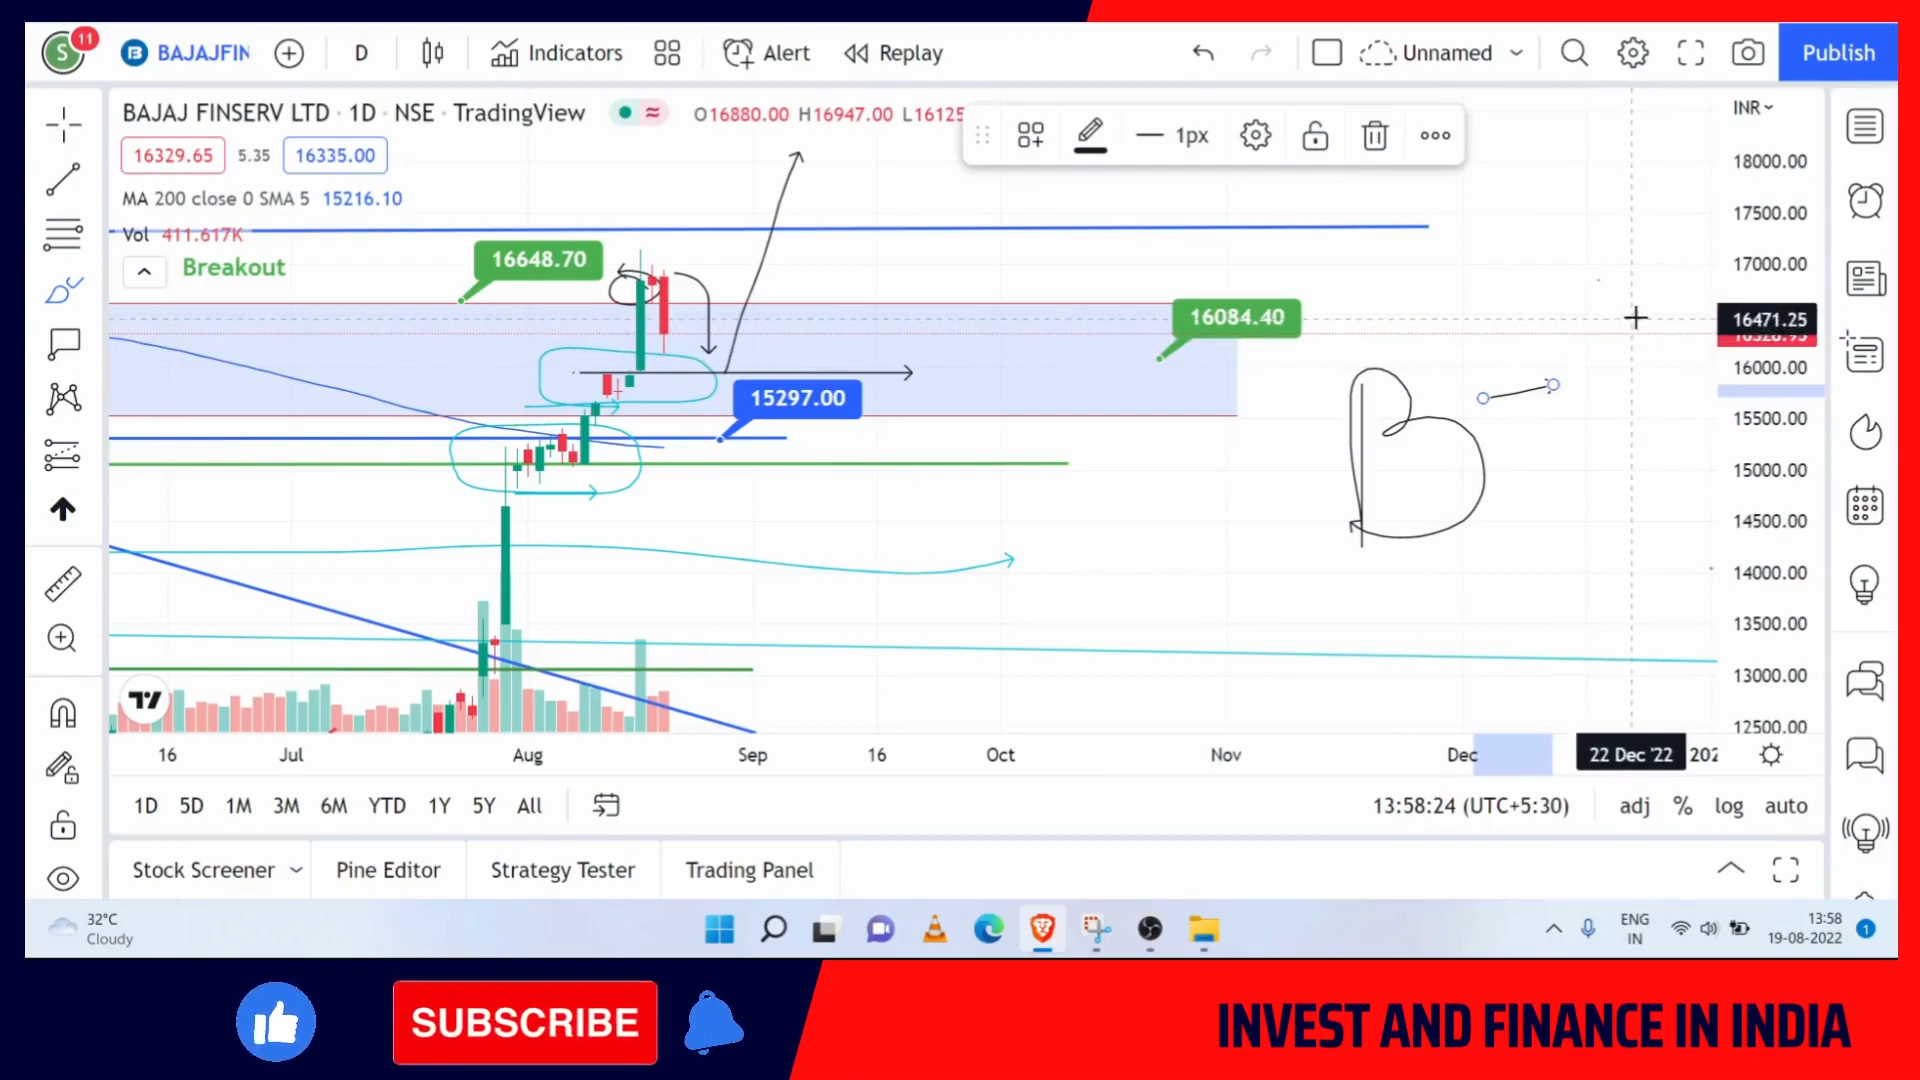 S 11 BAJAJFIN D Indicators Alert Replay Unnamed Publish
BAJAJ FINSERV LTD · 1D · NSE · TradingView O16880.00 H16947.00 L16125
INR
16329.65 5.35 16335.00
1px
MA 200 close 0 SMA 5 15216.10
Vol 411.617K
Breakout
16648.70
16084.40
15297.00
B
18000.00
17500.00
17000.00
16471.25
16000.00
15500.00
15000.00
14500.00
14000.00
13500.00
13000.00
12500.00
16 Jul Aug Sep 16 Oct Nov Dec 22 Dec '22 202
1D 5D 1M 3M 6M YTD 1Y 5Y All 13:58:24 (UTC+5:30) adj % log auto
Stock Screener Pine Editor Strategy Tester Trading Panel
32°C
Cloudy
ENG
IN
13:58
19-08-2022
1
SUBSCRIBE
INVEST AND FINANCE IN INDIA